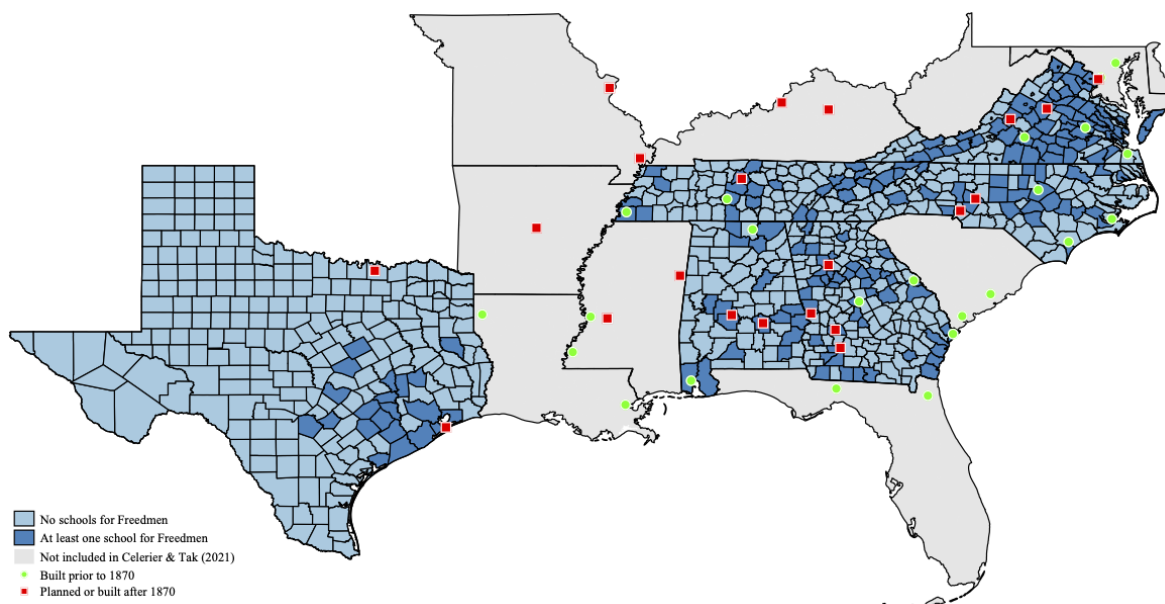 No schools for Freedmen
At least one school for Freedmen
Not included in Celerier & Tak (2021)
Built prior to 1870
Planned or built after 1870